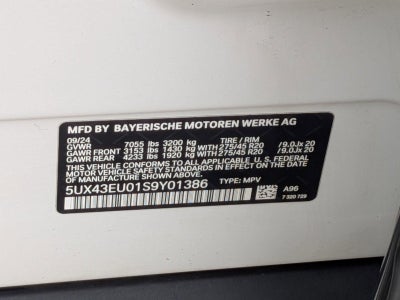 MFD BY BAYERISCHE MOTOREN WERKE AG
09/24 TIRE / RIM
GVWR 7055 lbs 3200 kg
GAWR FRONT 3153 lbs 1430 kg WITH 275/45 R20 / 9.0Jx 20
GAWR REAR 4233 lbs 1920 kg WITH 275/45 R20 / 9.0Jx 20
THIS VEHICLE CONFORMS TO ALL APPLICABLE
U.S. FEDERAL MOTOR VEHICLE SAFETY STANDARDS
IN EFFECT ON THE DATE OF MANUFACTURE SHOWN ABOVE.
5UX43EU01S9Y01386 TYPE: MPV A96
7 320 729